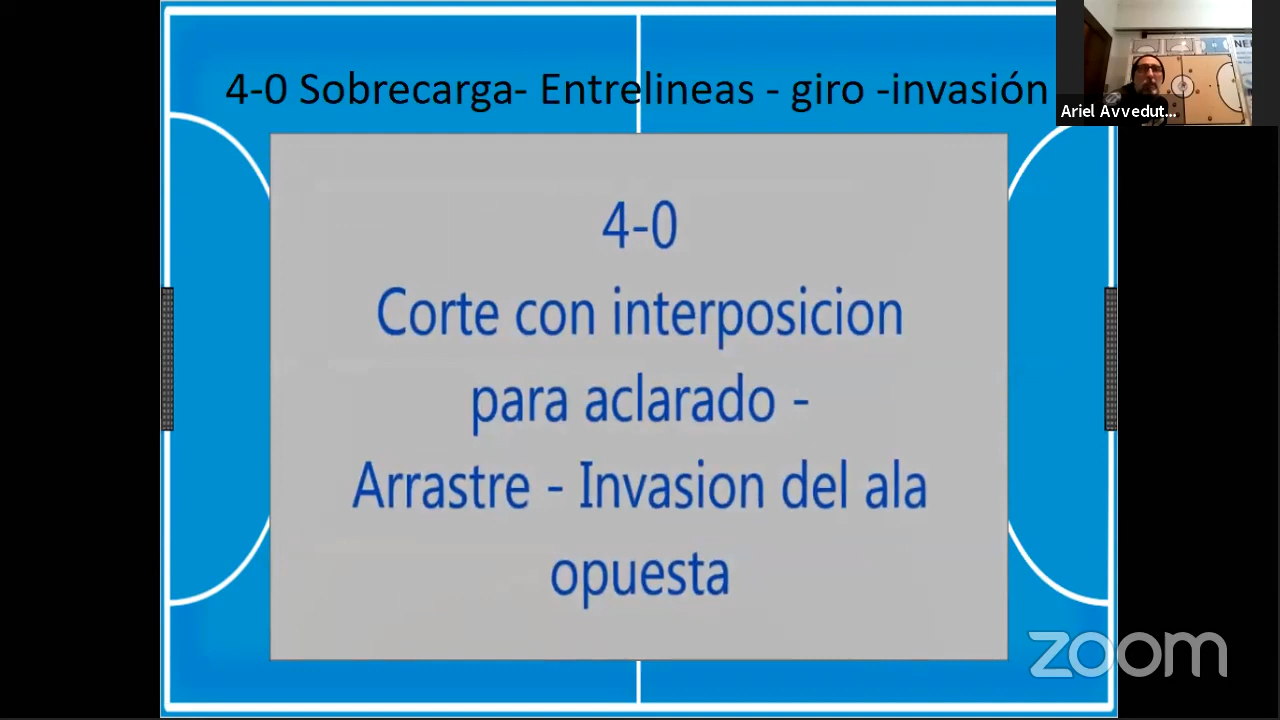 4-0 Sobrecarga- Entrelineas - giro -invasión
Ariel Avvedut...
4-0
Corte con interposicion
para aclarado -
Arrastre - Invasion del ala
opuesta
zoom